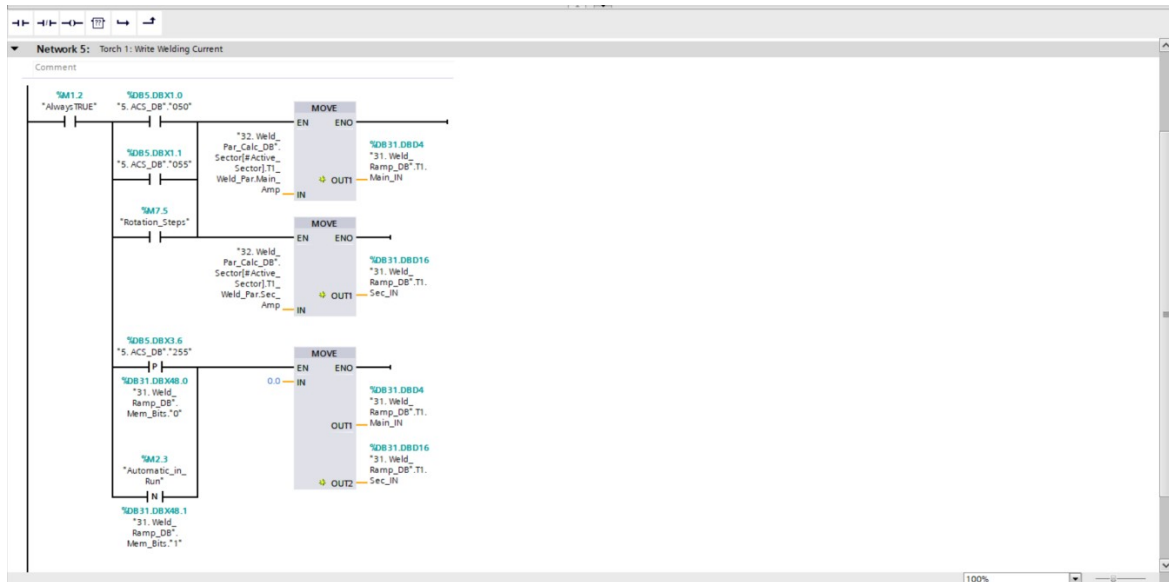 Network 5: Torch 1: Write Welding Current
Comment
%M1.2
"AlwaysTRUE"
%DB5.DBX1.0
"5. ACS_DB"."050"
MOVE
EN ENO
"32. Weld_
Par_Calc_DB".
Sector[#Active_
Sector].T1_
Weld_Par.Main_
Amp
IN
OUT1
%DB31.DBD4
"31. Weld_
Ramp_DB".T1.
Main_IN
%DB5.DBX1.1
"5. ACS_DB"."055"
%M7.5
"Rotation_Steps"
MOVE
EN ENO
"32. Weld_
Par_Calc_DB".
Sector[#Active_
Sector].T1_
Weld_Par.Sec_
Amp
IN
OUT1
%DB31.DBD16
"31. Weld_
Ramp_DB".T1.
Sec_IN
%DB5.DBX3.6
"5. ACS_DB"."255"
P
%DB31.DBX48.0
"31. Weld_
Ramp_DB".
Mem_Bits."0"
MOVE
EN ENO
0.0 IN
OUT1
%DB31.DBD4
"31. Weld_
Ramp_DB".T1.
Main_IN
OUT2
%DB31.DBD16
"31. Weld_
Ramp_DB".T1.
Sec_IN
%M2.3
"Automatic_in_
Run"
N
%DB31.DBX48.1
"31. Weld_
Ramp_DB".
Mem_Bits."1"
100%